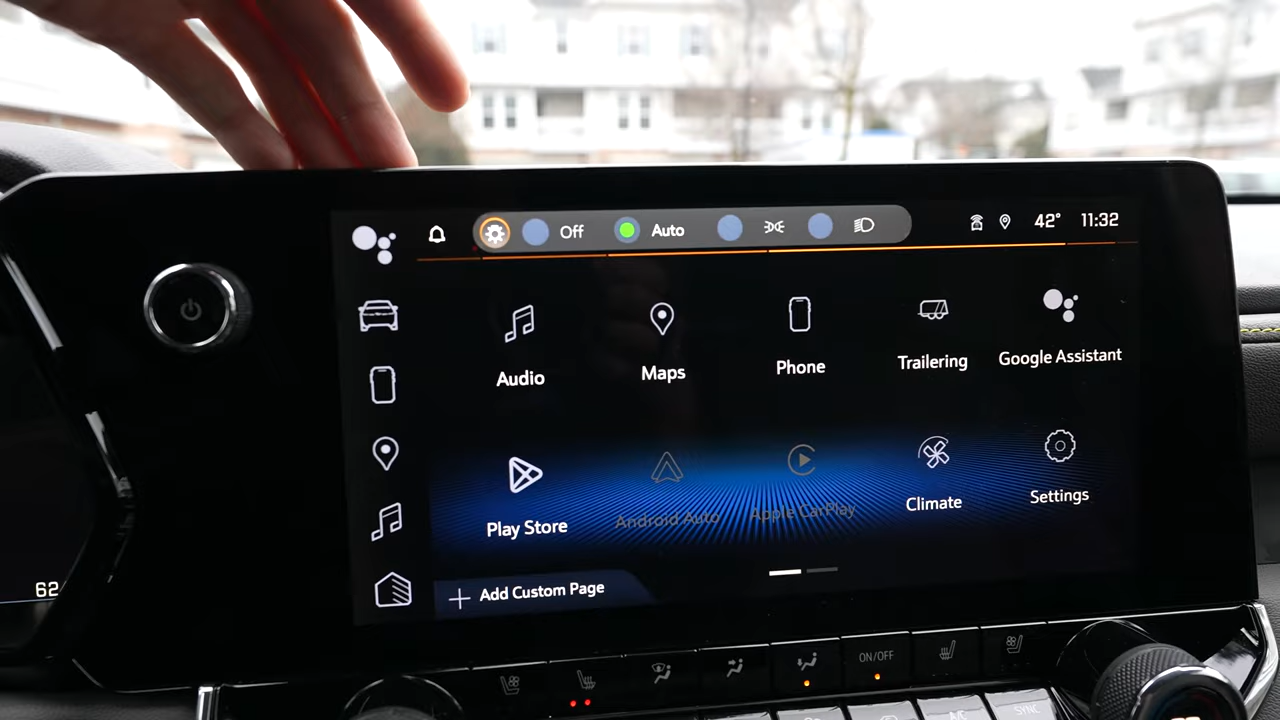 Off Auto 42° 11:32
Audio Maps Phone Trailering Google Assistant
Play Store Android Auto Apple CarPlay Climate Settings
Add Custom Page
62
ON/OFF
A/C SYNC